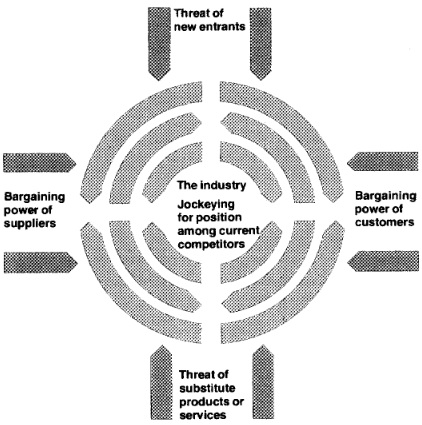 Threat of
new entrants
Bargaining
power of
suppliers
The industry
Jockeying
for position
among current
competitors
Bargaining
power of
customers
Threat of
substitute
products or
services